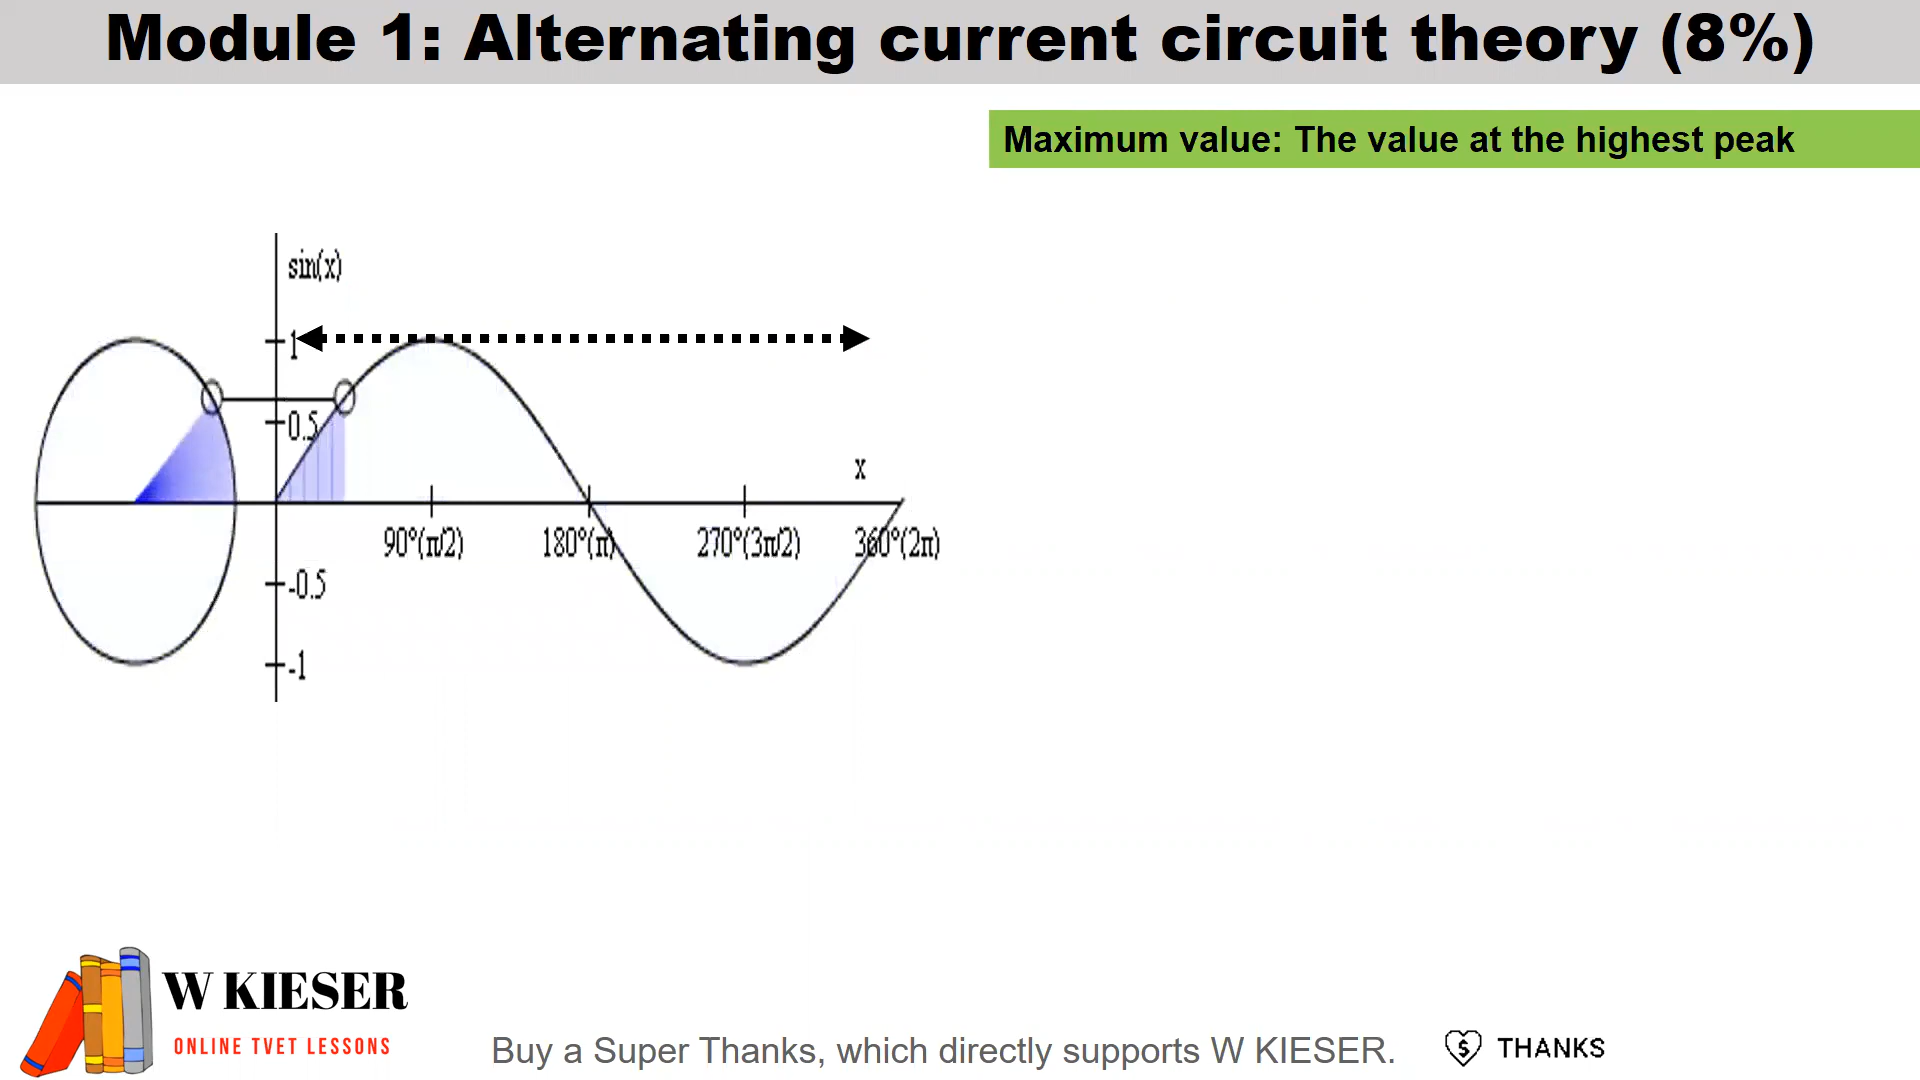 Module 1: Alternating current circuit theory (8%)
Maximum value: The value at the highest peak
sin(x)
1
0.5
x
90°(π/2) 180°(π) 270°(3π/2) 360°(2π)
-0.5
-1
W KIESER
ONLINE TVET LESSONS
Buy a Super Thanks, which directly supports W KIESER.
$ THANKS